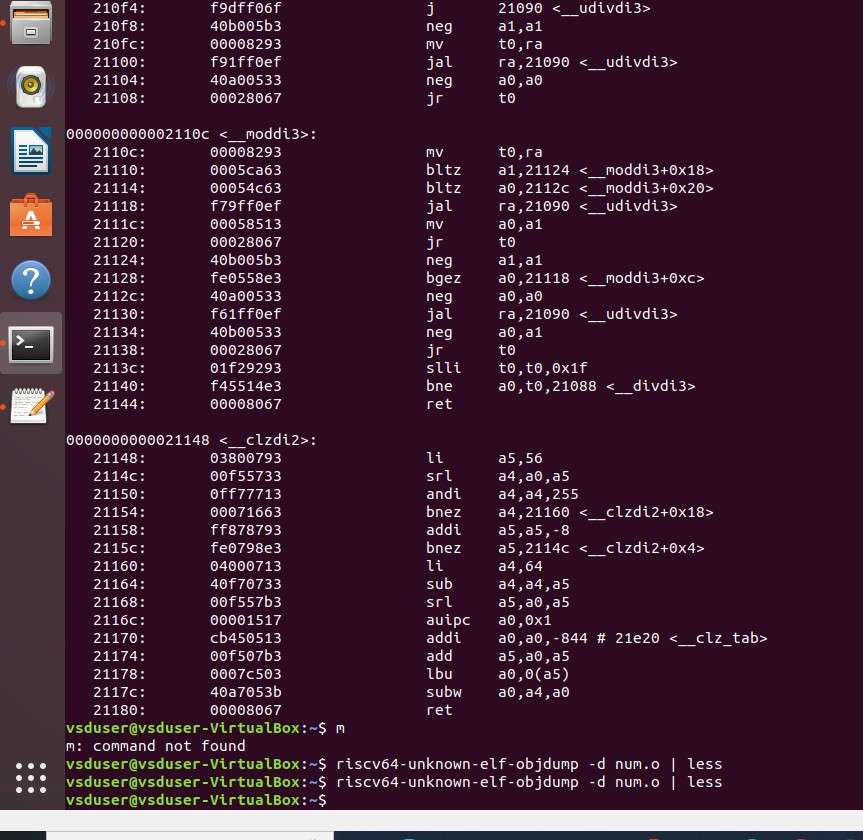 210f4: f9dff06f j 21090 <__udivdi3>
210f8: 40b005b3 neg a1,a1
210fc: 00008293 mv t0,ra
21100: f91ff0ef jal ra,21090 <__udivdi3>
21104: 40a00533 neg a0,a0
21108: 00028067 jr t0
000000000002110c <__moddi3>:
2110c: 00008293 mv t0,ra
21110: 0005ca63 bltz a1,21124 <__moddi3+0x18>
21114: 00054c63 bltz a0,2112c <__moddi3+0x20>
21118: f79ff0ef jal ra,21090 <__udivdi3>
2111c: 00058513 mv a0,a1
21120: 00028067 jr t0
21124: 40b005b3 neg a1,a1
21128: fe0558e3 bgez a0,21118 <__moddi3+0xc>
2112c: 40a00533 neg a0,a0
21130: f61ff0ef jal ra,21090 <__udivdi3>
21134: 40b00533 neg a0,a1
21138: 00028067 jr t0
2113c: 01f29293 slli t0,t0,0x1f
21140: f45514e3 bne a0,t0,21088 <__divdi3>
21144: 00008067 ret
0000000000021148 <__clzdi2>:
21148: 03800793 li a5,56
2114c: 00f55733 srl a4,a0,a5
21150: 0ff77713 andi a4,a4,255
21154: 00071663 bnez a4,21160 <__clzdi2+0x18>
21158: ff878793 addi a5,a5,-8
2115c: fe0798e3 bnez a5,2114c <__clzdi2+0x4>
21160: 04000713 li a4,64
21164: 40f70733 sub a4,a4,a5
21168: 00f557b3 srl a5,a0,a5
2116c: 00001517 auipc a0,0x1
21170: cb450513 addi a0,a0,-844 # 21e20 <__clz_tab>
21174: 00f507b3 add a5,a0,a5
21178: 0007c503 lbu a0,0(a5)
2117c: 40a7053b subw a0,a4,a0
21180: 00008067 ret
vsduser@vsduser-VirtualBox:~$ m
m: command not found
vsduser@vsduser-VirtualBox:~$ riscv64-unknown-elf-objdump -d num.o | less
vsduser@vsduser-VirtualBox:~$ riscv64-unknown-elf-objdump -d num.o | less
vsduser@vsduser-VirtualBox:~$